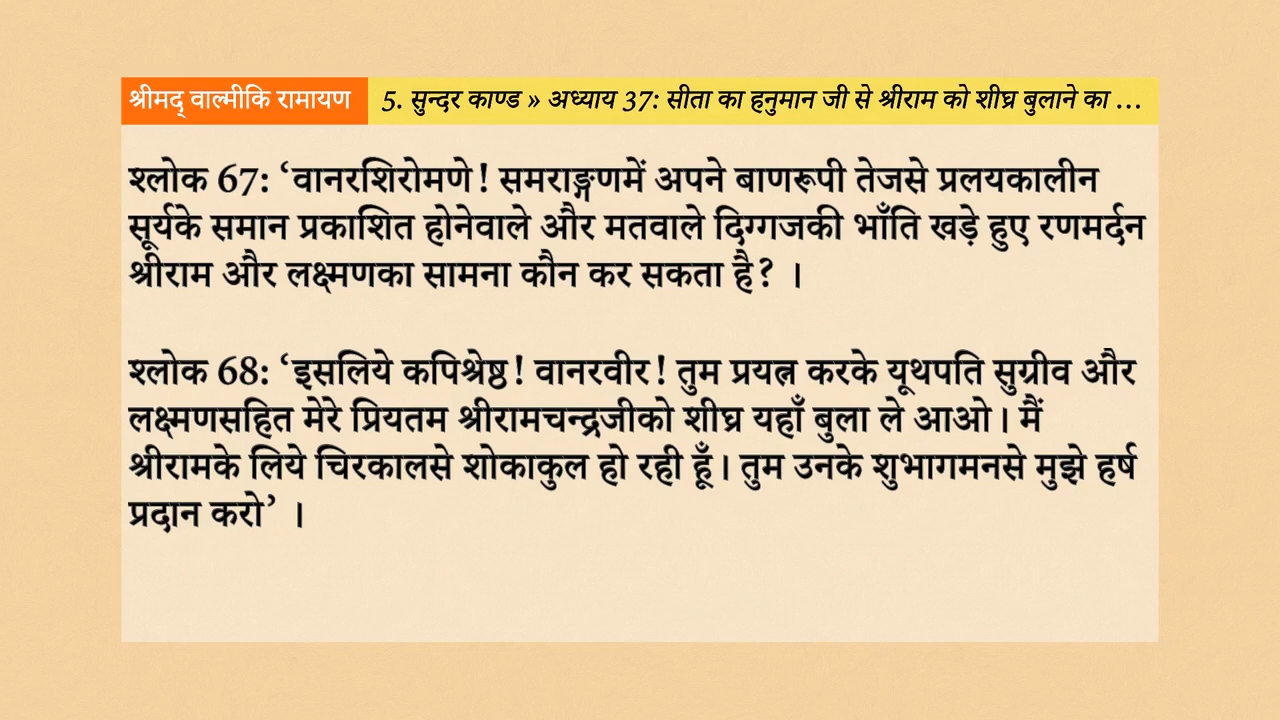 श्रीमद् वाल्मीकि रामायण 5. सुन्दर काण्ड » अध्याय 37: सीता का हनुमान जी से श्रीराम को शीघ्र बुलाने का ...
श्लोक 67: ‘वानरशिरोमणे! समराङ्गणमें अपने बाणरूपी तेजसे प्रलयकालीन
सूर्यके समान प्रकाशित होनेवाले और मतवाले दिग्गजकी भाँति खड़े हुए रणमर्दन
श्रीराम और लक्ष्मणका सामना कौन कर सकता है? ।
श्लोक 68: ‘इसलिये कपिश्रेष्ठ! वानरवीर! तुम प्रयत्न करके यूथपति सुग्रीव और
लक्ष्मणसहित मेरे प्रियतम श्रीरामचन्द्रजीको शीघ्र यहाँ बुला ले आओ। मैं
श्रीरामके लिये चिरकालसे शोकाकुल हो रही हूँ। तुम उनके शुभागमनसे मुझे हर्ष
प्रदान करो’ ।